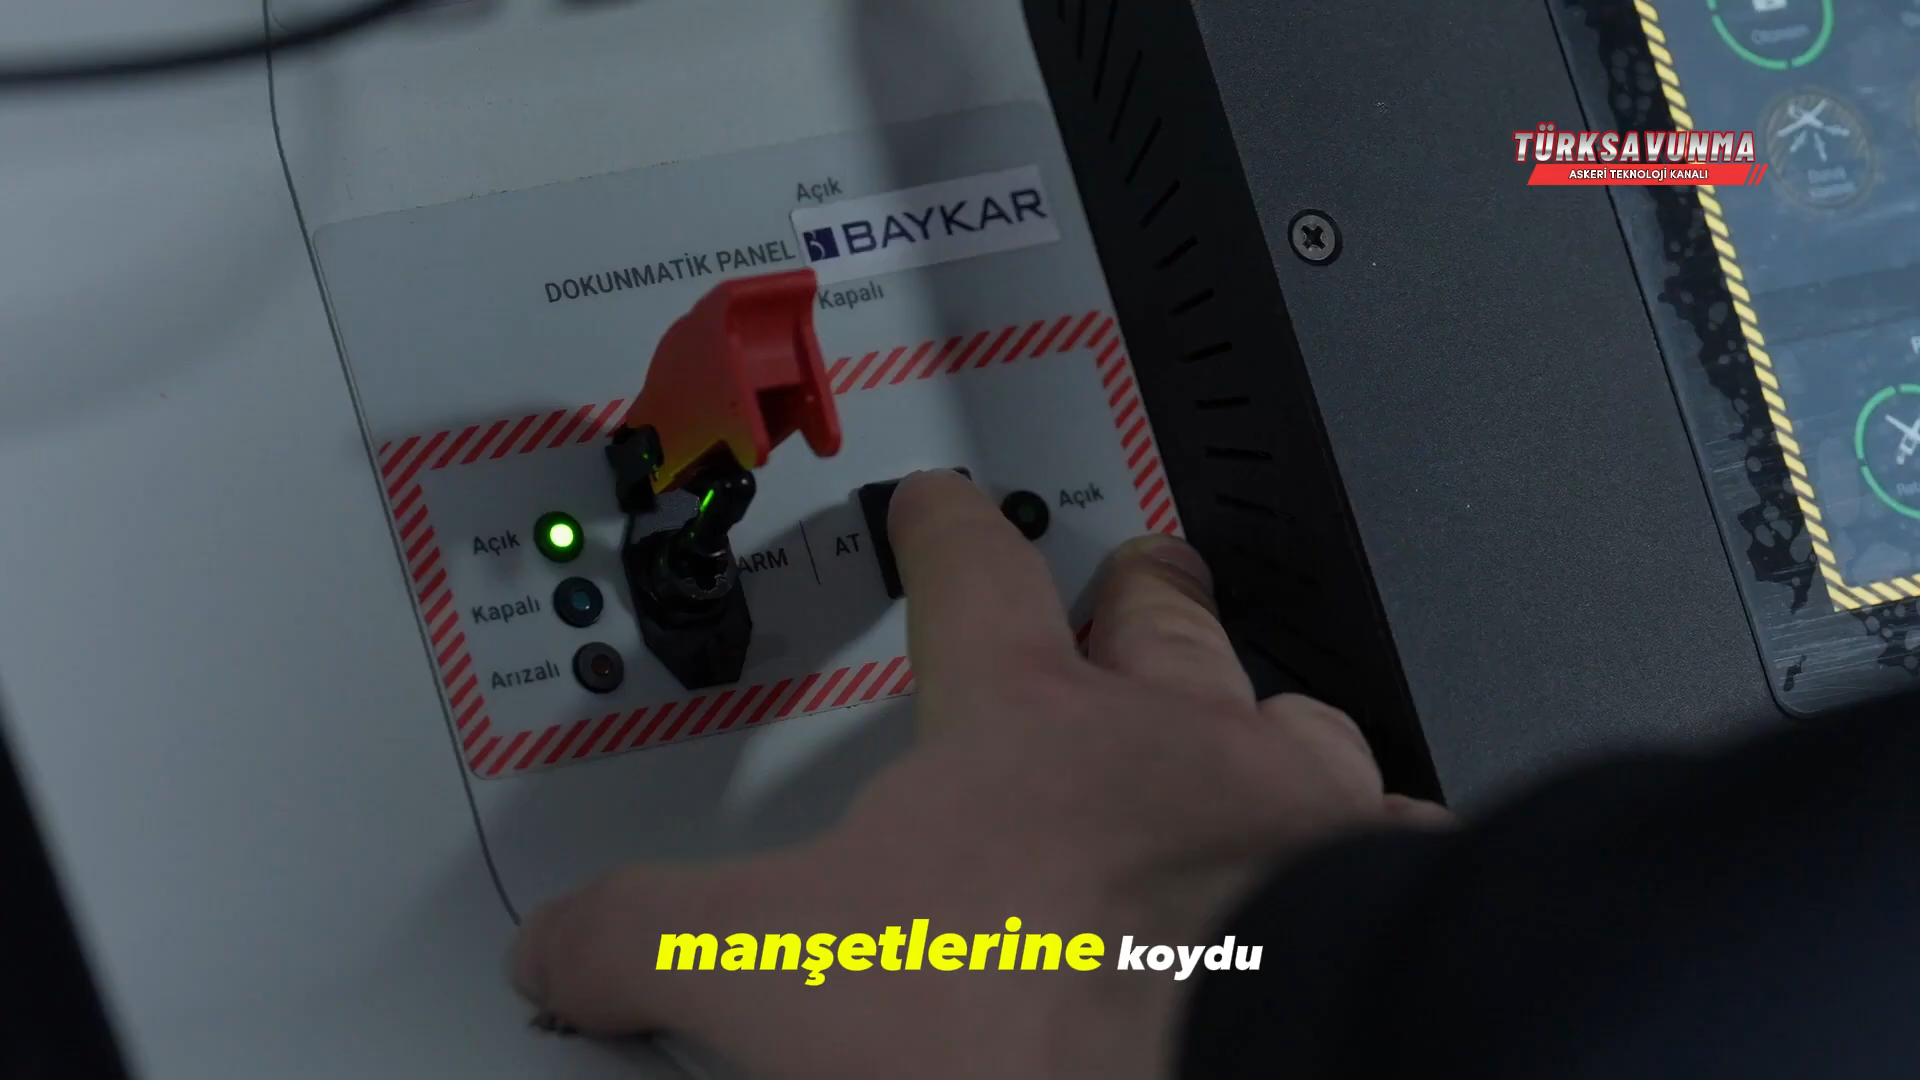 TÜRKSAVUNMA
ASKERİ TEKNOLOJİ KANALI
Açık
DOKUNMATİK PANEL
BAYKAR
Kapalı
Açık
Kapalı
Arızalı
ARM
AT
Açık
manşetlerine koydu